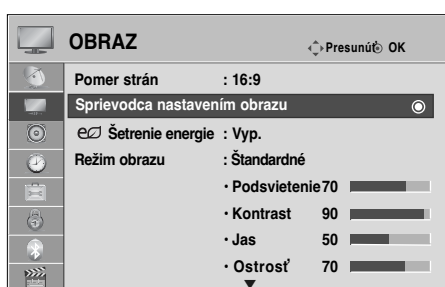 OBRAZ Presunúť OK
Pomer strán : 16:9
Sprievodca nastavením obrazu
Šetrenie energie : Vyp.
Režim obrazu : Štandardné
• Podsvietenie 70
• Kontrast 90
• Jas 50
• Ostrosť 70